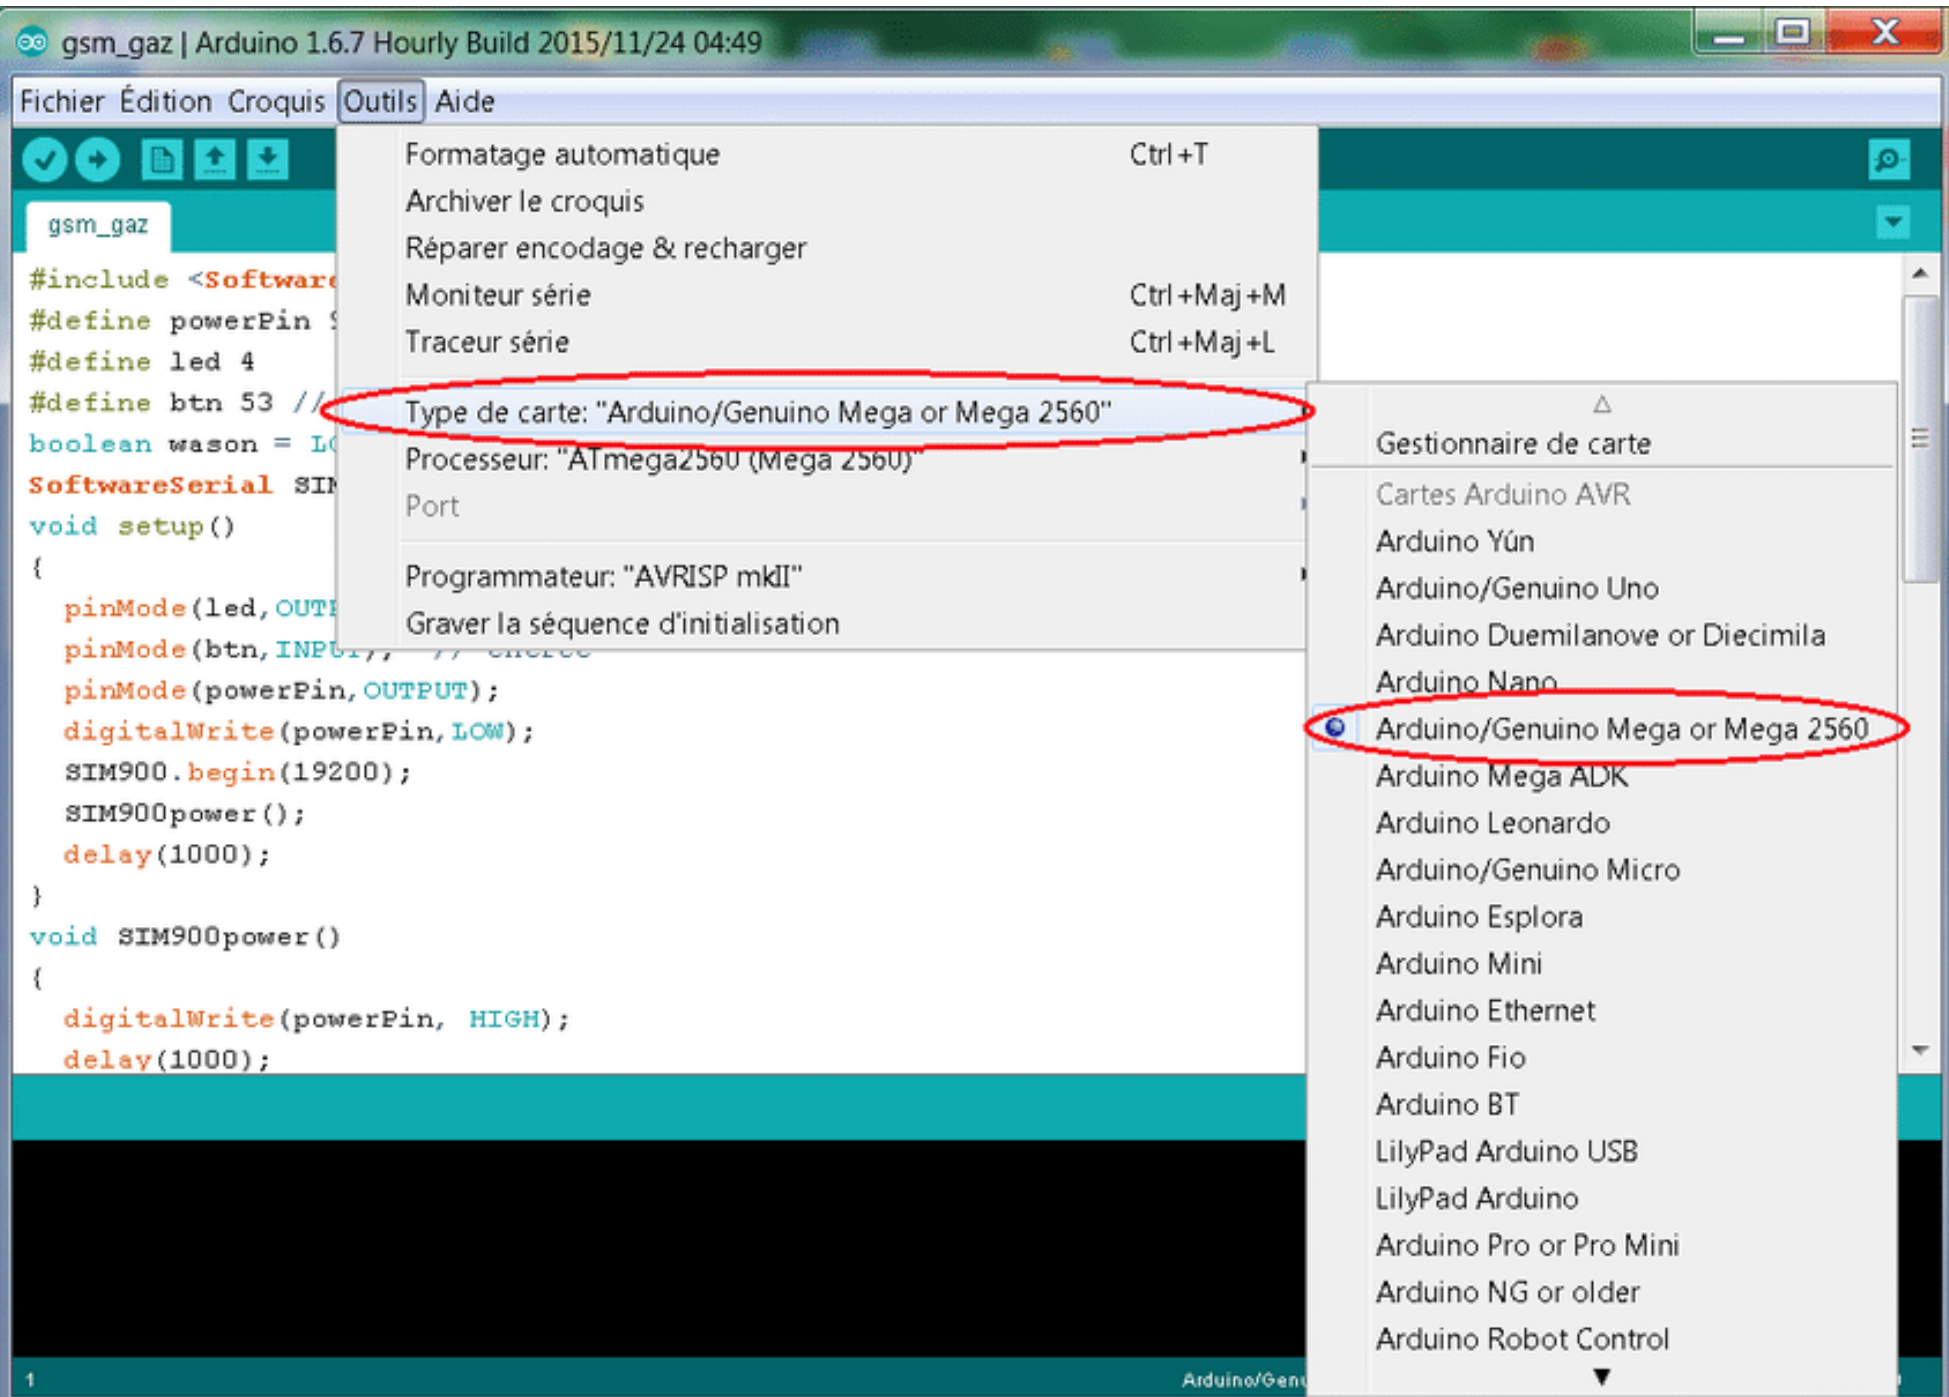 gsm_gaz | Arduino 1.6.7 Hourly Build 2015/11/24 04:49
Fichier Édition Croquis Outils Aide
gsm_gaz
#include <Software
#define powerPin
#define led 4
#define btn 53 //
boolean wason =
SoftwareSerial
void setup()
{
pinMode(led,
pinMode(btn,
pinMode(powerPin,OUTPUT);
digitalWrite(powerPin,LOW);
SIM900.begin(19200);
SIM900power();
delay(1000);
}
void SIM900power()
{
digitalWrite(powerPin, HIGH);
delay(1000);
Formatage automatique Ctrl+T
Archiver le croquis
Réparer encodage & recharger
Moniteur série Ctrl+Maj+M
Traceur série Ctrl+Maj+L
Type de carte: "Arduino/Genuino Mega or Mega 2560"
Processeur: "ATmega2560 (Mega 2560)"
Port
Programmateur: "AVRISP mkII"
Graver la séquence d'initialisation
Gestionnaire de carte
Cartes Arduino AVR
Arduino Yún
Arduino/Genuino Uno
Arduino Duemilanove or Diecimila
Arduino Nano
Arduino/Genuino Mega or Mega 2560
Arduino Mega ADK
Arduino Leonardo
Arduino/Genuino Micro
Arduino Esplora
Arduino Mini
Arduino Ethernet
Arduino Fio
Arduino BT
LilyPad Arduino USB
LilyPad Arduino
Arduino Pro or Pro Mini
Arduino NG or older
Arduino Robot Control
1
Arduino/Gen